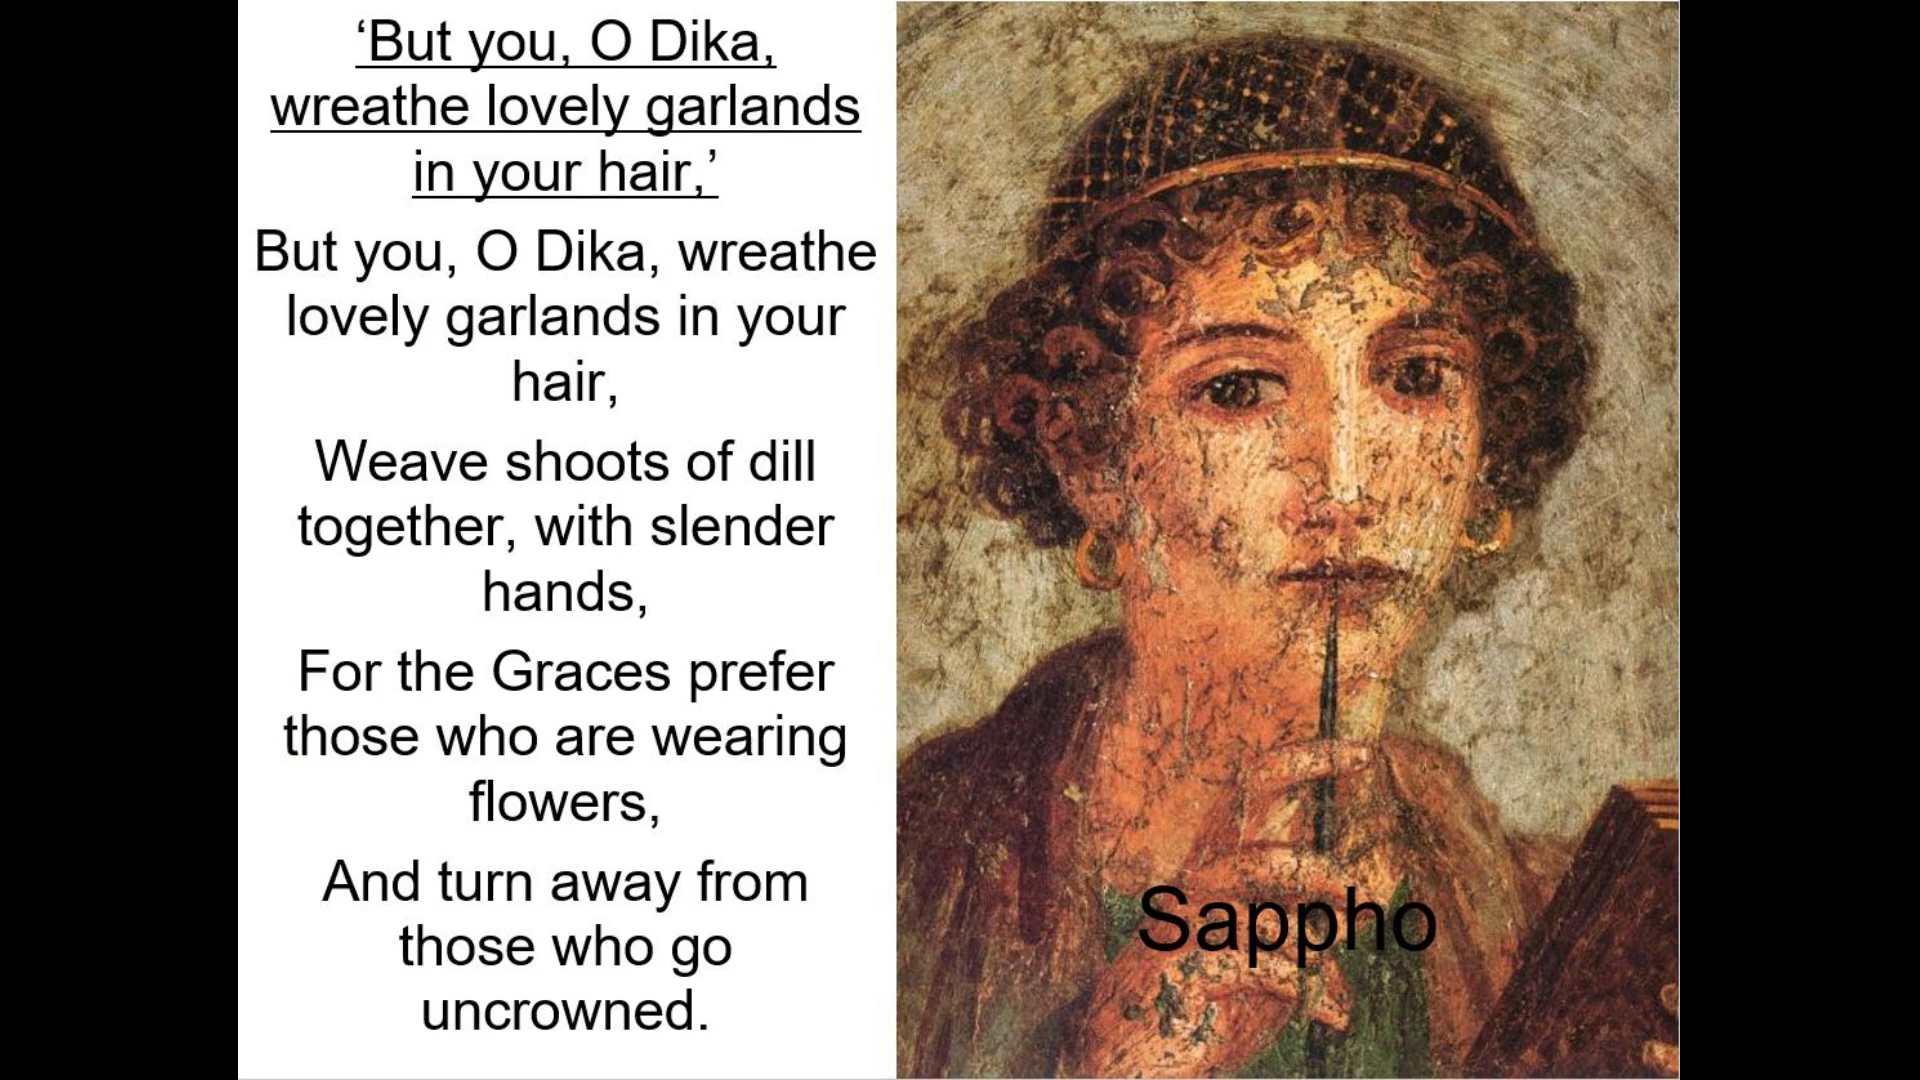 ‘But you, O Dika,
wreathe lovely garlands
in your hair,’
But you, O Dika, wreathe
lovely garlands in your
hair,
Weave shoots of dill
together, with slender
hands,
For the Graces prefer
those who are wearing
flowers,
And turn away from
those who go
uncrowned.
Sappho